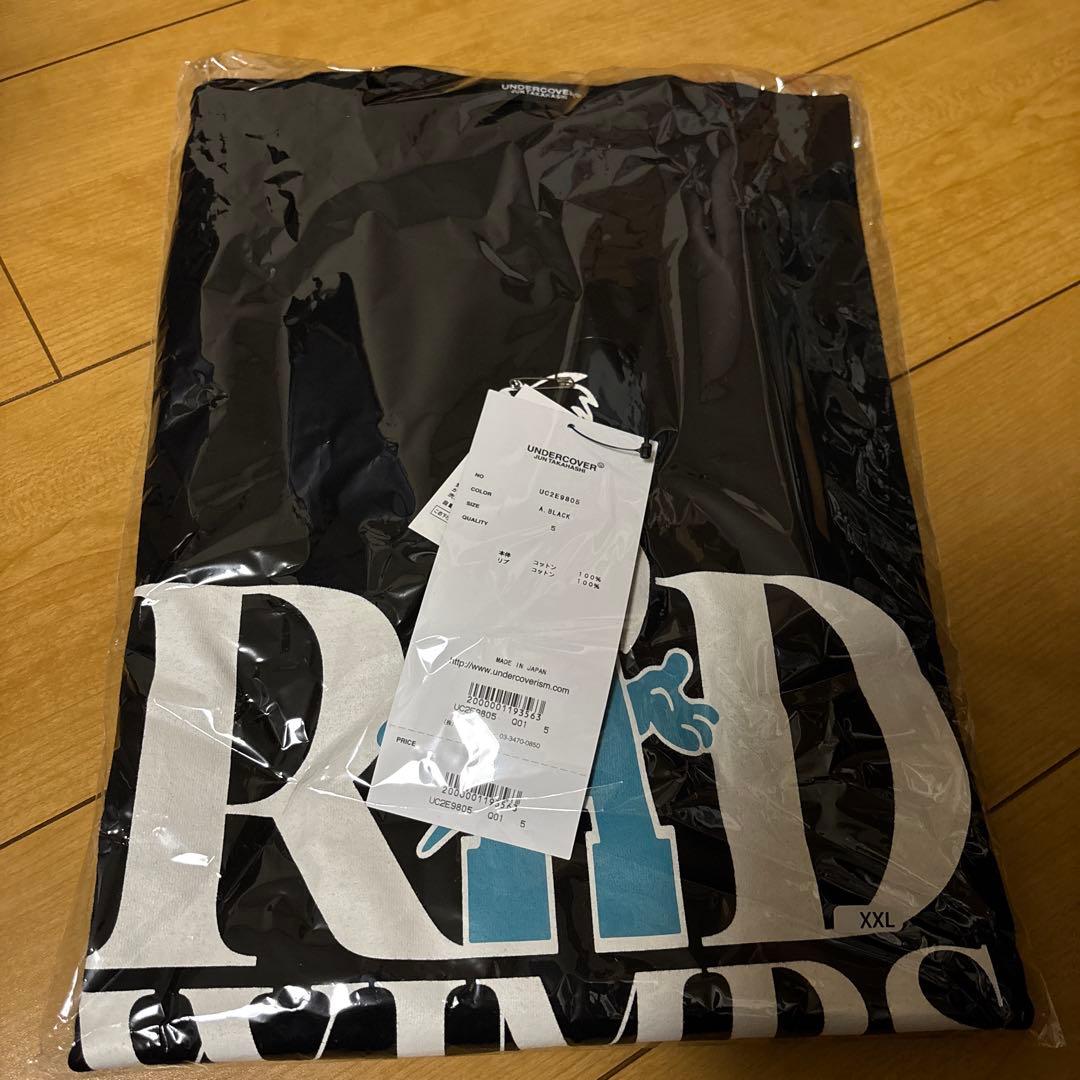 UNDERCOVER
JUN TAKAHASHI
UNDERCOVER
JUN TAKAHASHI
NO UC2E9805
COLOR A.BLACK
SIZE 5
QUALITY
本体 コットン 100%
リブ コットン 100%
MADE IN JAPAN
http://www.undercoverism.com
2000001193563
UC2E9805 Q01 5
03-3470-0850
PRICE
2000001193563
UC2E9805 Q01 5
XXL